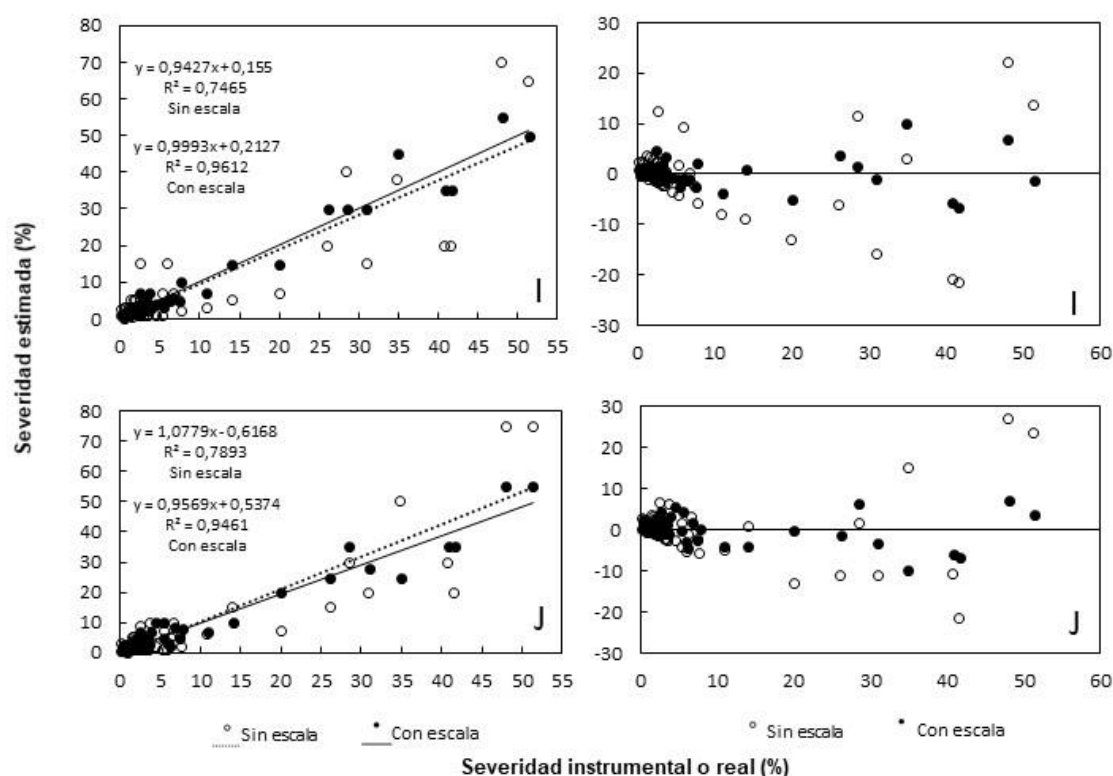 80
70
60
50
40
30
20
10
0
y = 0,9427x + 0,155
R² = 0,7465
Sin escala
y = 0,9993x + 0,2127
R² = 0,9612
Con escala
I
0 5 10 15 20 25 30 35 40 45 50 55
30
20
10
0
-10
-20
-30
I
0 10 20 30 40 50 60
Severidad estimada (%)
80
70
60
50
40
30
20
10
0
y = 1,0779x - 0,6168
R² = 0,7893
Sin escala
y = 0,9569x + 0,5374
R² = 0,9461
Con escala
J
0 5 10 15 20 25 30 35 40 45 50 55
30
20
10
0
-10
-20
-30
J
0 10 20 30 40 50 60
Sin escala Con escala
Sin escala Con escala
Severidad instrumental o real (%)